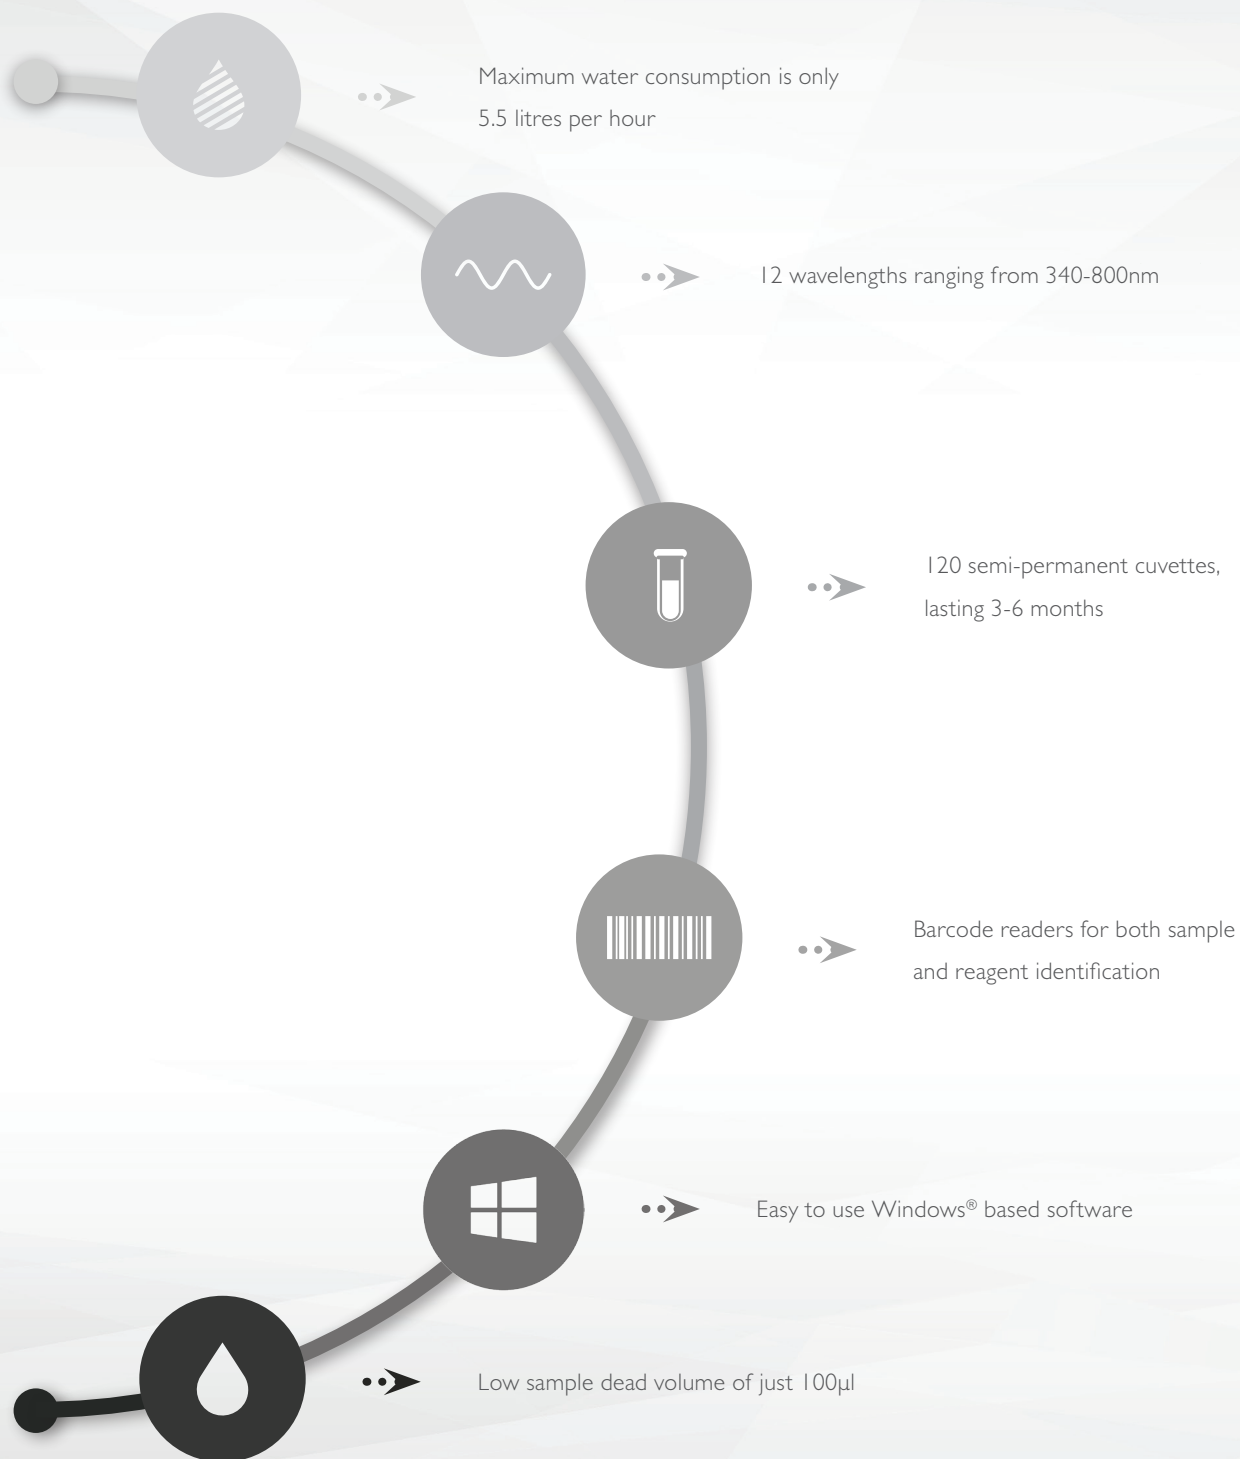 Maximum water consumption is only
5.5 litres per hour
12 wavelengths ranging from 340-800nm
120 semi-permanent cuvettes,
lasting 3-6 months
Barcode readers for both sample
and reagent identification
Easy to use Windows® based software
Low sample dead volume of just 100µl